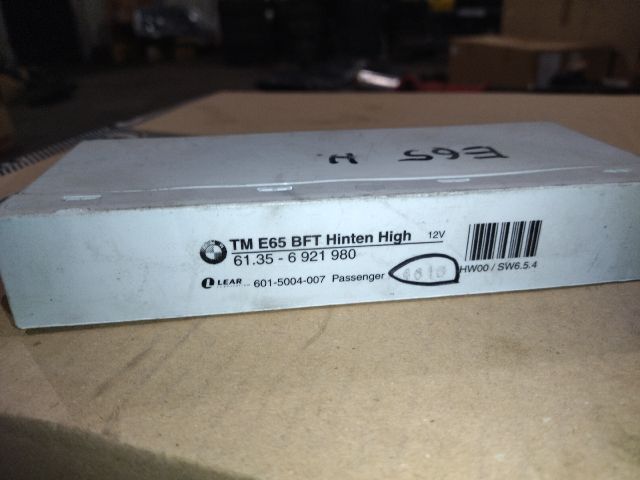 E65 H
TM E65 BFT Hinten High 12V
61.35 - 6 921 980
LEAR 601-5004-007 Passenger HW00 / SW6.5.4